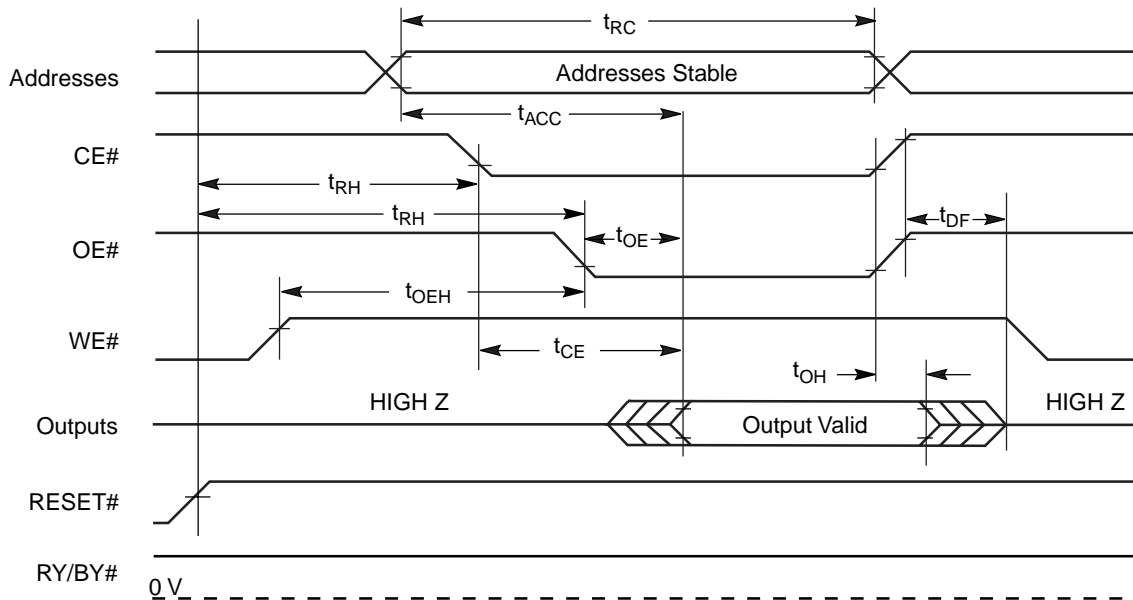 tRC
Addresses
Addresses Stable
tACC
CE#
tRH
tRH
OE#
tOE
tDF
tOEH
WE#
tCE
tOH
HIGH Z
HIGH Z
Outputs
Output Valid
RESET#
RY/BY#
0 V